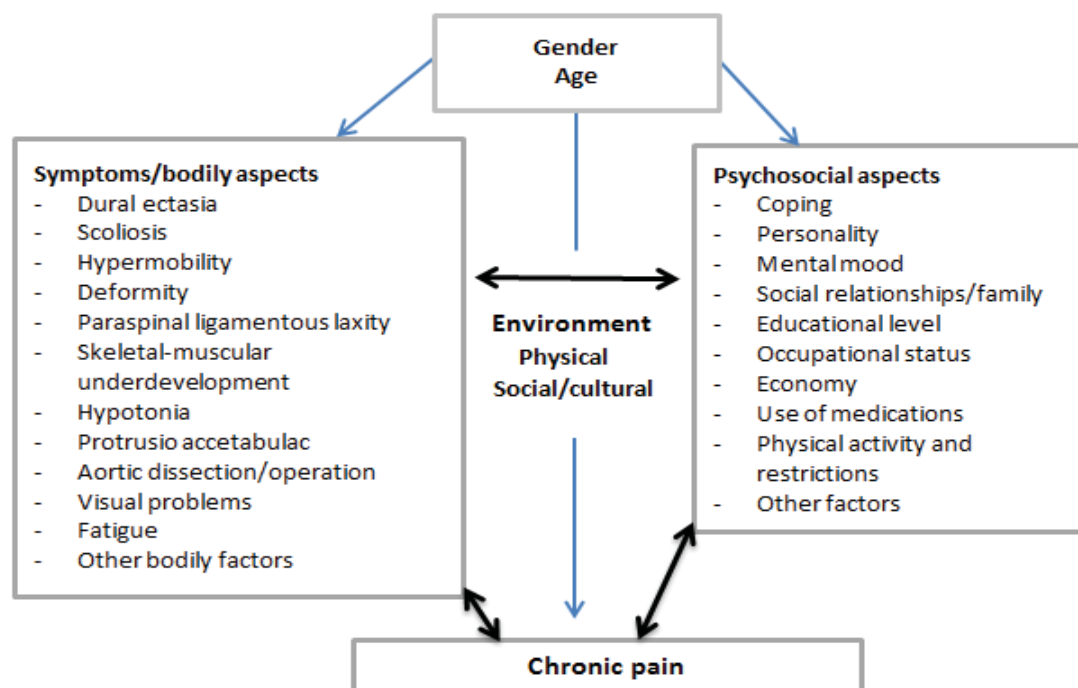 Gender
Age
Symptoms/bodily aspects
- Dural ectasia
- Scoliosis
- Hypermobility
- Deformity
- Paraspinal ligamentous laxity
- Skeletal-muscular
underdevelopment
- Hypotonia
- Protrusio accetabulac
- Aortic dissection/operation
- Visual problems
- Fatigue
- Other bodily factors
Environment
Physical
Social/cultural
Psychosocial aspects
- Coping
- Personality
- Mental mood
- Social relationships/family
- Educational level
- Occupational status
- Economy
- Use of medications
- Physical activity and
restrictions
- Other factors
Chronic pain